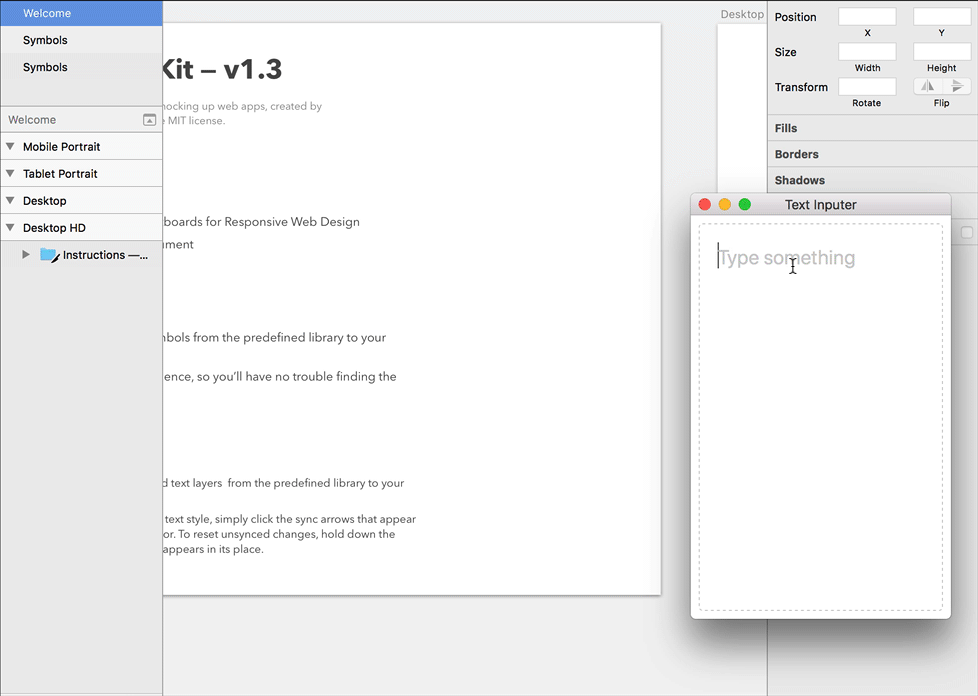 Welcome
Symbols
Symbols
Welcome
Mobile Portrait
Tablet Portrait
Desktop
Desktop HD
Instructions —...
Kit – v1.3
mocking up web apps, created by
MIT license.
boards for Responsive Web Design
ument
bols from the predefined library to your
ence, so you’ll have no trouble finding the
d text layers from the predefined library to your
text style, simply click the sync arrows that appear
or. To reset unsynced changes, hold down the
appears in its place.
Desktop
Position
X
Y
Size
Width
Height
Transform
Rotate
Flip
Fills
Borders
Shadows
Text Inputer
Type something